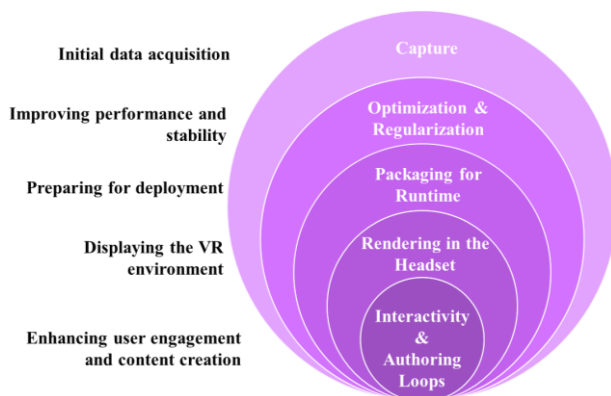 Initial data acquisition
Capture
Improving performance and
stability
Optimization &
Regularization
Preparing for deployment
Packaging for
Runtime
Displaying the VR
environment
Rendering in the
Headset
Enhancing user engagement
and content creation
Interactivity
&
Authoring
Loops